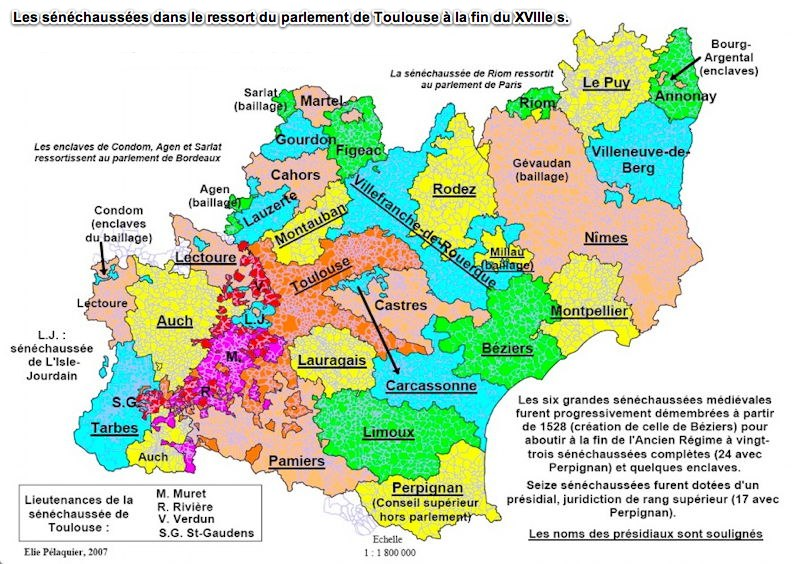 Les sénéchaussées dans le ressort du parlement de Toulouse à la fin du XVIIIe s.
Bourg-
Argental
(enclaves)
La sénéchaussée de Riom ressortit
au parlement de Paris
Le Puy
Annonay
Sarlat
(bailllage)
Martel
Riom
Les enclaves de Condom, Agen et Sarlat
ressortissent au parlement de Bordeaux
Gourdon
Figeac
Villeneuve-de-
Berg
Cahors
Gévaudan
(bailllage)
Agen
(bailllage)
Lauzerte
Villefranche-de-Rouergue
Rodez
Condom
(enclaves
du bailllage)
Montauban
Nîmes
Lectoure
Millau
(bailllage)
Toulouse
V.
Lectoure
Castres
Montpellier
Auch
L.J.
L.J. :
sénéchaussée
de L'Isle-
Jourdain
Béziers
M.
Lauragais
Carcassonne
R.
S.G.
Tarbes
Limoux
Auch
Pamiers
Perpignan
(Conseil supérieur
hors parlement)
Les six grandes sénéchaussées médiévales
furent progressivement démembrées à partir
de 1528 (création de celle de Béziers) pour
aboutir à la fin de l'Ancien Régime à vingt-
trois sénéchaussées complètes (24 avec
Perpignan) et quelques enclaves.
Seize sénéchaussées furent dotées d'un
présidial, juridiction de rang supérieur (17 avec
Perpignan).
Les noms des présidiaux sont soulignés
Lieutenances de la
sénéchaussée de
Toulouse :
M. Muret
R. Rivière
V. Verdun
S.G. St-Gaudens
Elie Pélaquier, 2007
Echelle
1 : 1 800 000